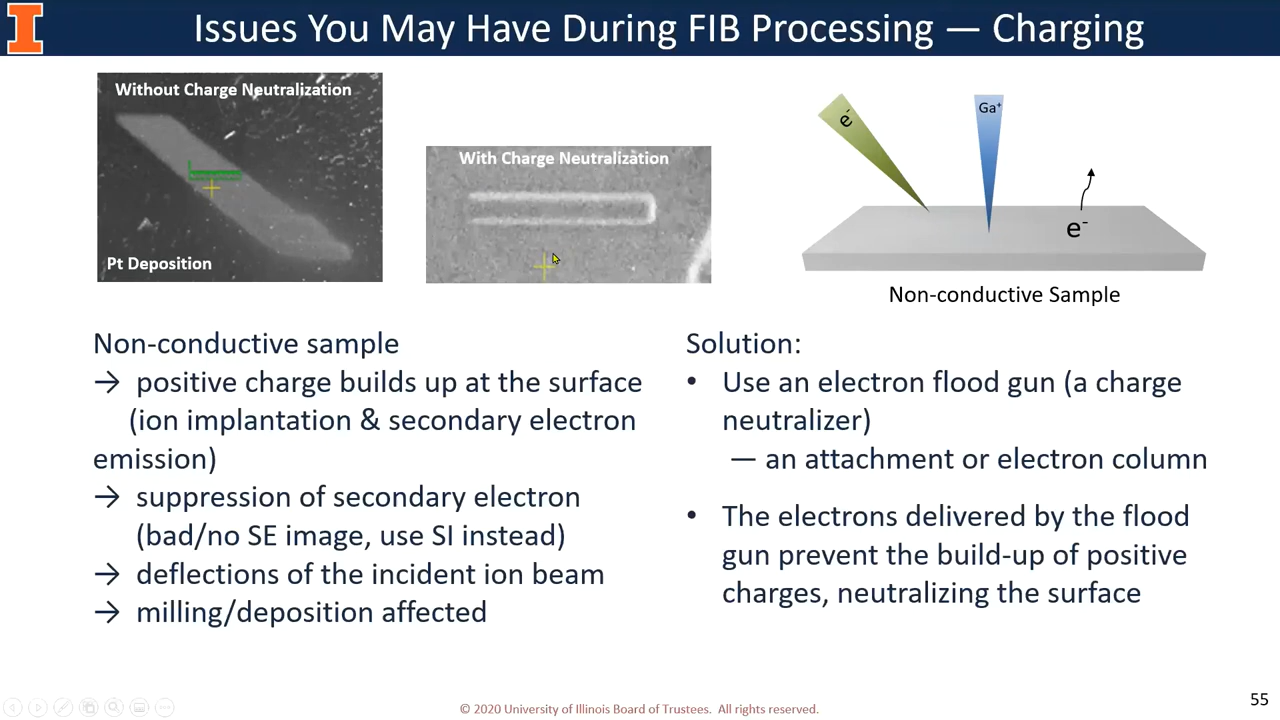 Issues You May Have During FIB Processing — Charging
Without Charge Neutralization
Pt Deposition
With Charge Neutralization
e-
Ga+
e-
Non-conductive Sample
Non-conductive sample
→ positive charge builds up at the surface
(ion implantation & secondary electron
emission)
→ suppression of secondary electron
(bad/no SE image, use SI instead)
→ deflections of the incident ion beam
→ milling/deposition affected
Solution:
• Use an electron flood gun (a charge
neutralizer)
— an attachment or electron column
• The electrons delivered by the flood
gun prevent the build-up of positive
charges, neutralizing the surface
© 2020 University of Illinois Board of Trustees. All rights reserved.
55